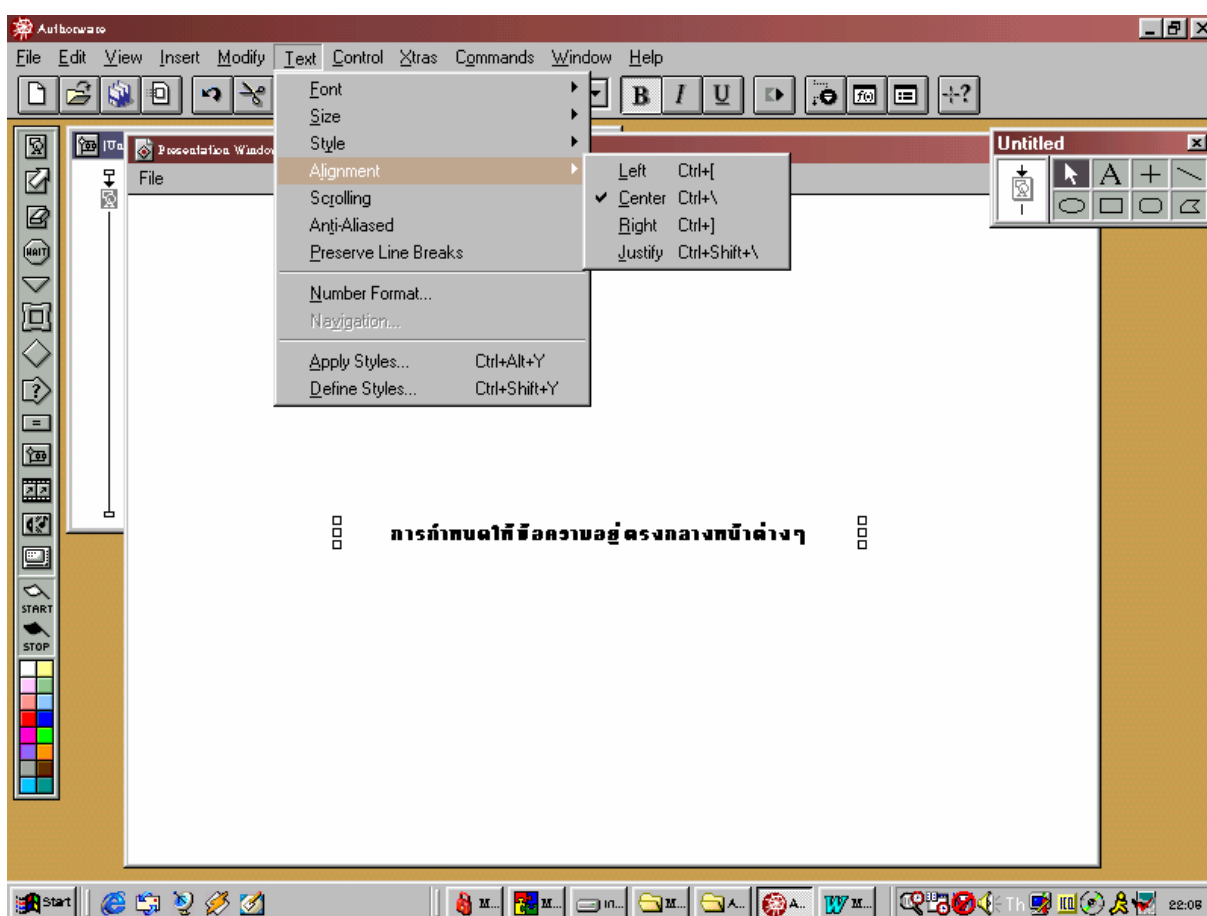 Authorware
File Edit View Insert Modify Text Control Xtras Commands Window Help
B I U
Font
Size
Style
Alignment
Scrolling
Anti-Aliased
Preserve Line Breaks
Number Format...
Navigation...
Apply Styles... Ctrl+Alt+Y
Define Styles... Ctrl+Shift+Y
Left Ctrl+[
Center Ctrl+\
Right Ctrl+]
Justify Ctrl+Shift+\
Presentation Window
File
Untitled
A
WAIT
START
STOP
การกำหนดให้ข้อความอยู่ตรงกลางหน้าต่างๆ
Start M... M... in... M... A... A... M... Th 22:08